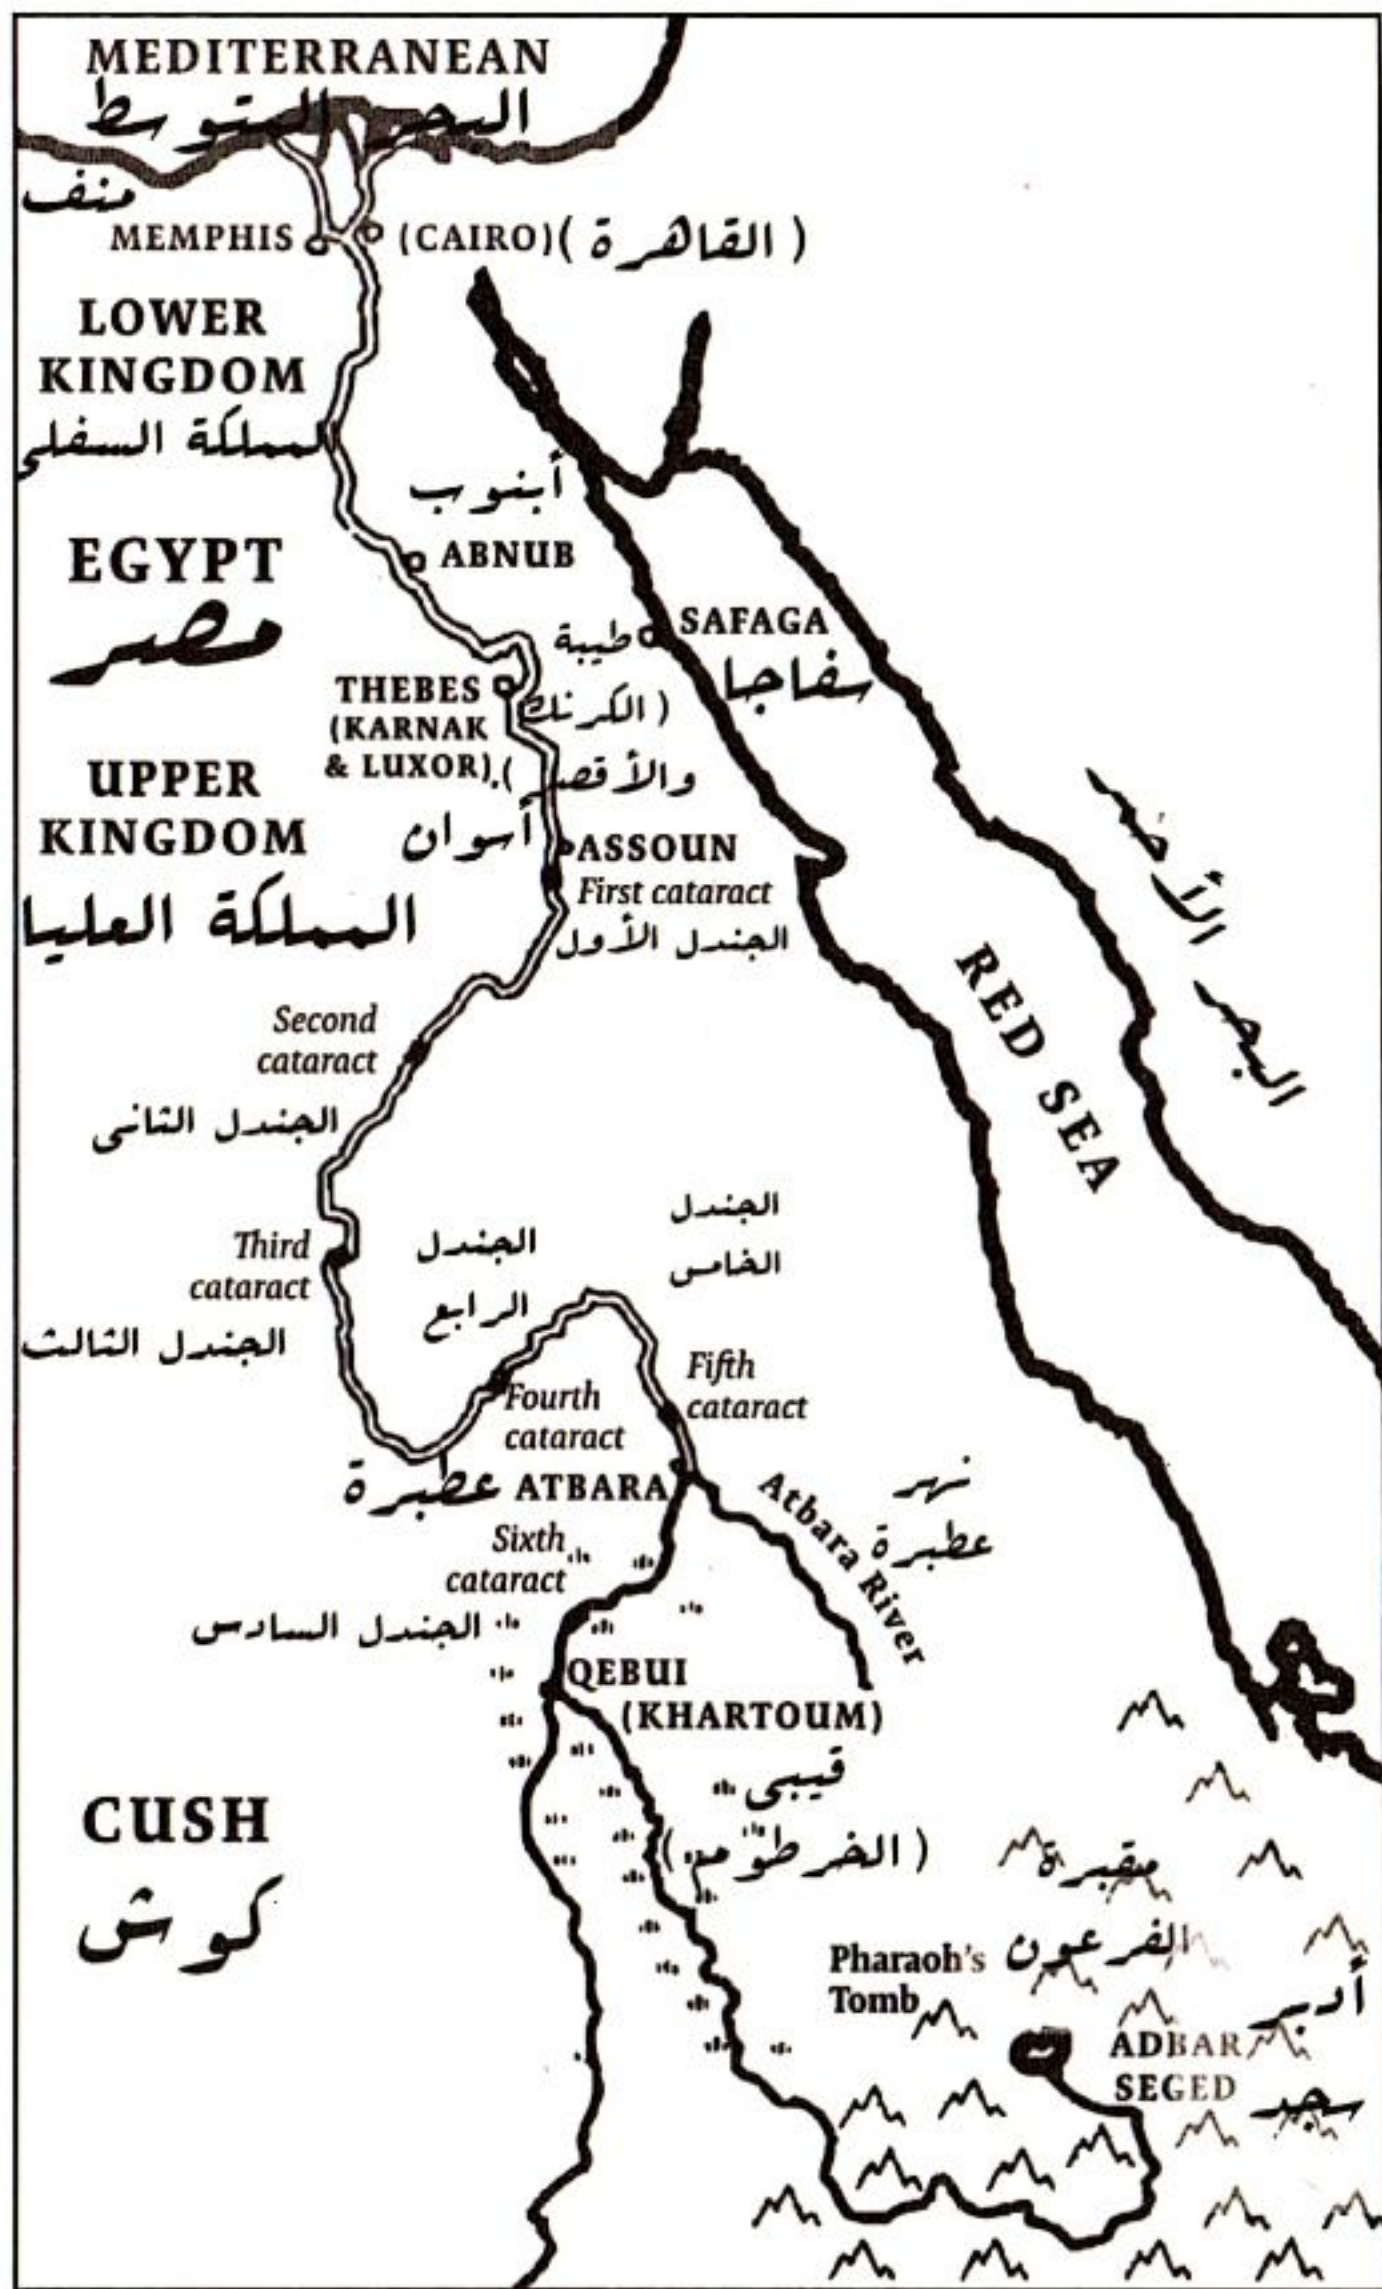 MEDITERRANEAN
البحر المتوسط
منف
MEMPHIS
(CAIRO)
(القاهرة)
LOWER
KINGDOM
المملكة السفلى
أبنوب
ABNUB
EGYPT
مصر
SAFAGA
طيبة
سفاجا
THEBES
(KARNAK
& LUXOR).
(الكرنك
والأقصر)
UPPER
KINGDOM
المملكة العليا
أسوان
ASSOUN
First cataract
الجندل الأول
البحر الأحمر
RED SEA
Second
cataract
الجندل الثانى
Third
cataract
الجندل الثالث
الجندل
الرابع
الجندل
الخامس
Fourth
cataract
Fifth
cataract
عطبرة
ATBARA
Atbara River
نهر
عطبرة
Sixth
cataract
الجندل السادس
QEBUI
(KHARTOUM)
قيبى
(الخرطوم)
CUSH
كوش
مقبرة
الفرعون
Pharaoh's
Tomb
أدبر
ADBAR
SEGED
سجد